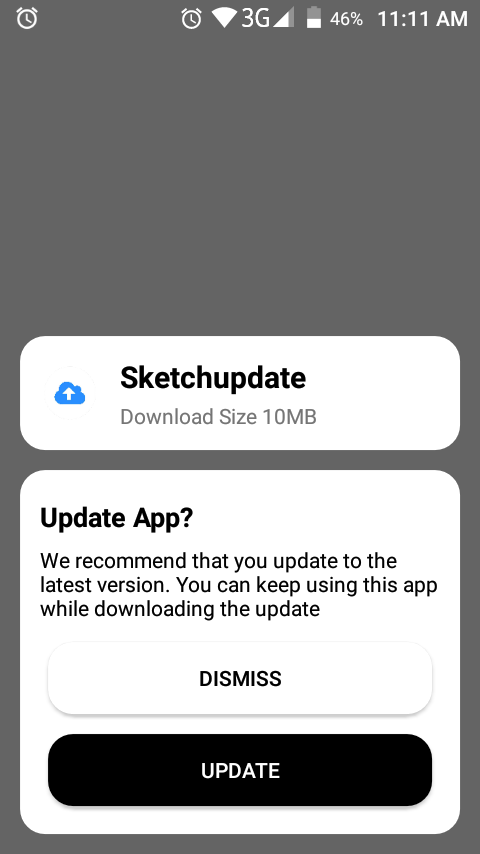 3G 46% 11:11 AM
Sketchupdate
Download Size 10MB
Update App?
We recommend that you update to the
latest version. You can keep using this app
while downloading the update
DISMISS
UPDATE